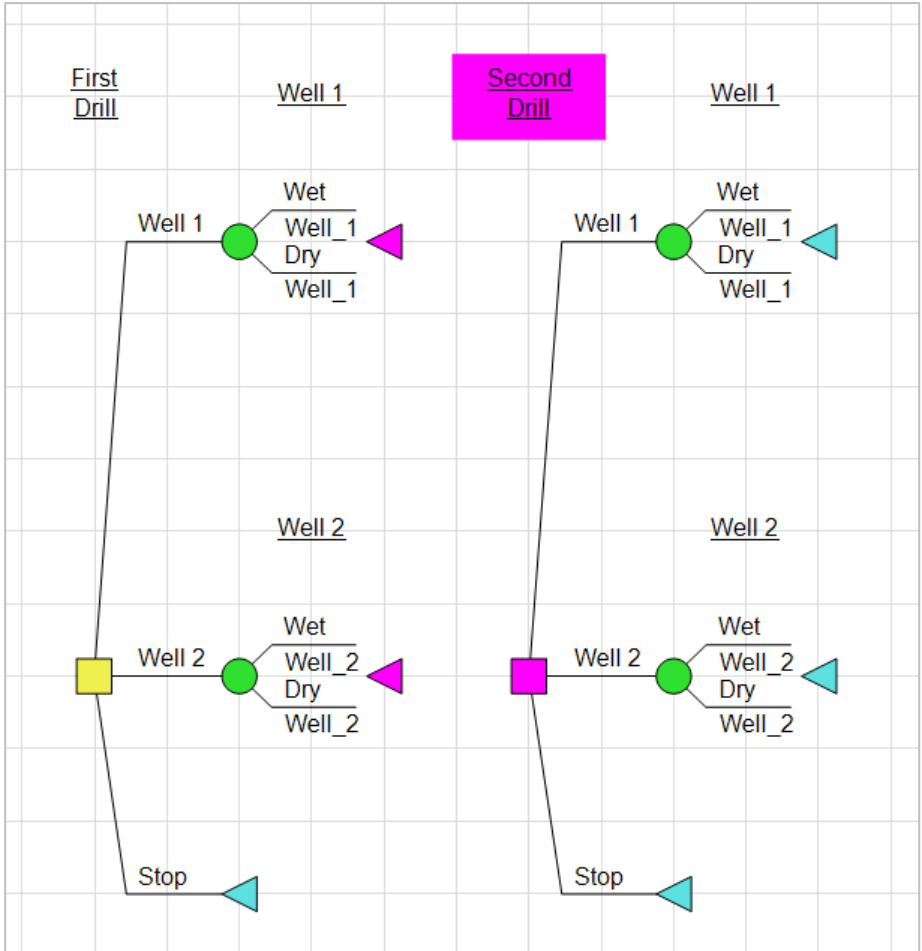 First
Drill
Well 1
Second
Drill
Well 1
Wet
Well 1
Well_1
Dry
Well_1
Wet
Well 1
Well_1
Dry
Well_1
Well 2
Well 2
Wet
Well 2
Well_2
Dry
Well_2
Wet
Well 2
Well_2
Dry
Well_2
Stop
Stop